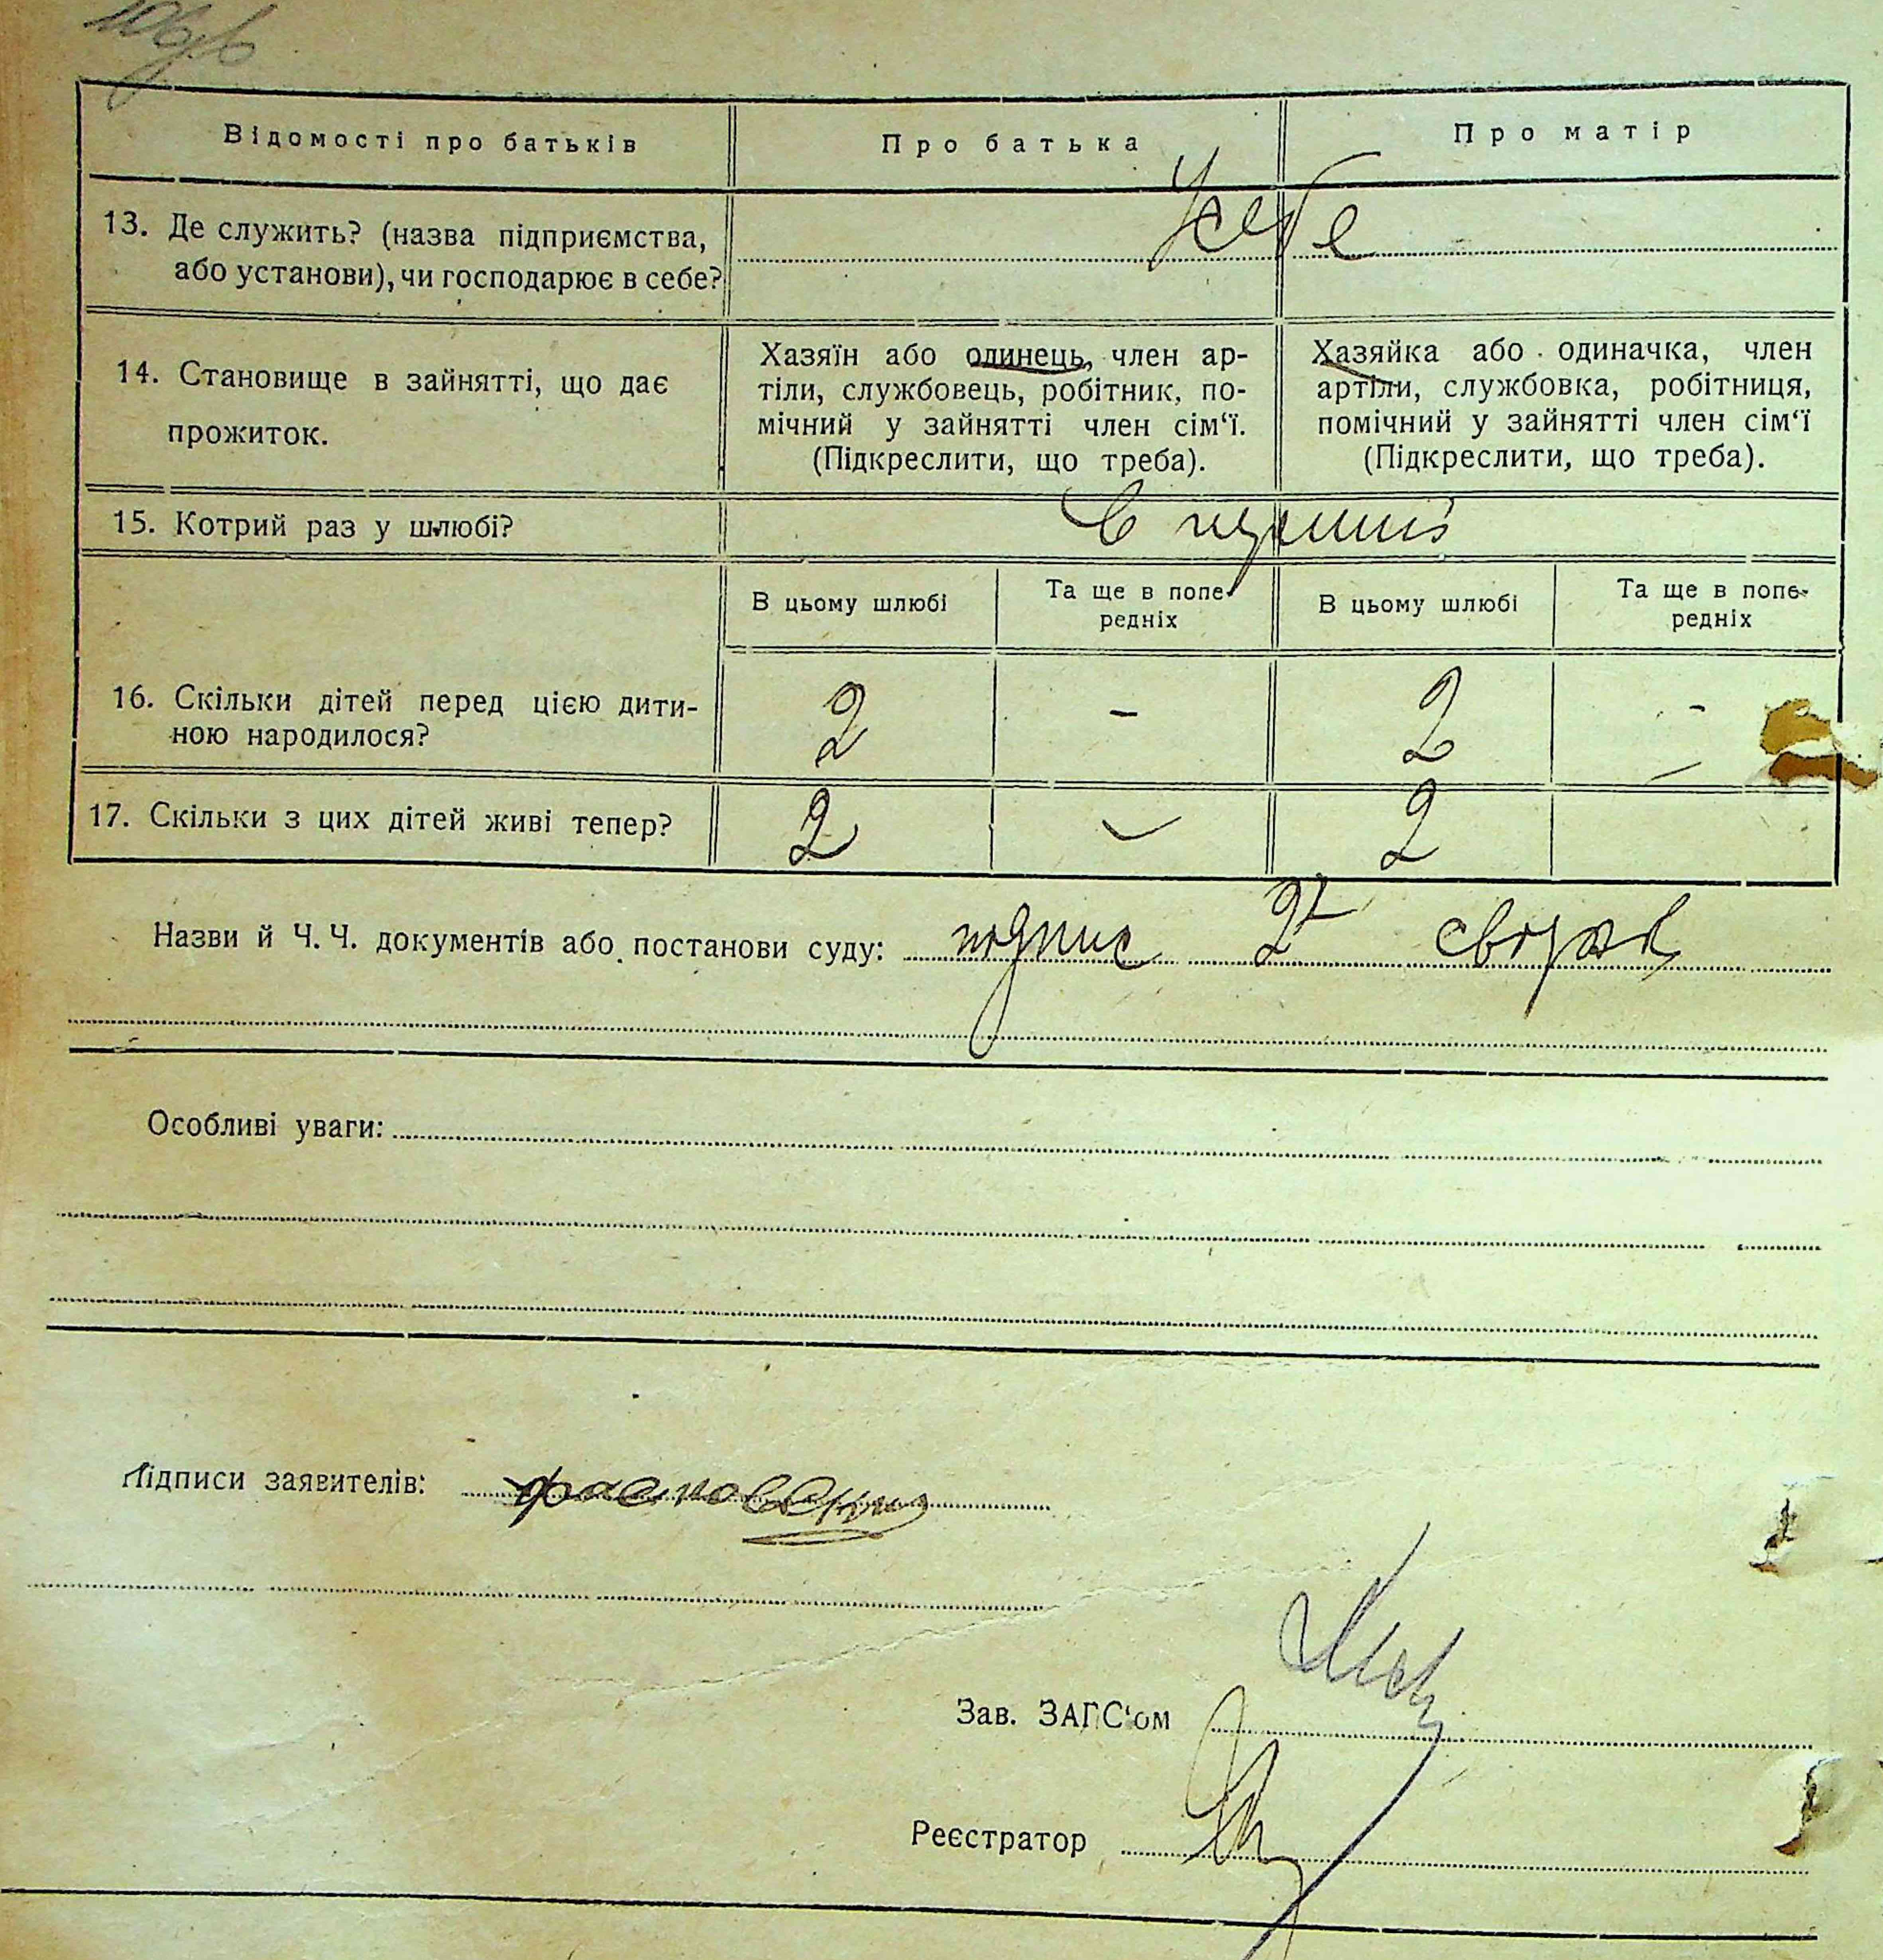 Відомості про батьків
Про батька
Про матір
13. Де служить? (назва підприємства,
або установи), чи господарює в себе?
У себе
14. Становище в зайнятті, що дає
прожиток.
Хазяїн або одинець, член ар-
тіли, службовець, робітник, по-
мічний у зайнятті член сім‘ї.
(Підкреслити, що треба).
Хазяйка або одиначка, член
артіли, службовка, робітниця,
помічний у зайнятті член сім‘ї
(Підкреслити, що треба).
15. Котрий раз у шлюбі?
В перший
В цьому шлюбі
Та ще в попе-
редніх
В цьому шлюбі
Та ще в попе-
редніх
16. Скільки дітей перед цією дити-
ною народилося?
2 - 2 -
17. Скільки з цих дітей живі тепер?
2 - 2
Назви й Ч. Ч. документів або постанови суду: подпис 2х
Особливі уваги:
Підписи заявителів:
Зав. ЗАГС‘ом
Реєстратор